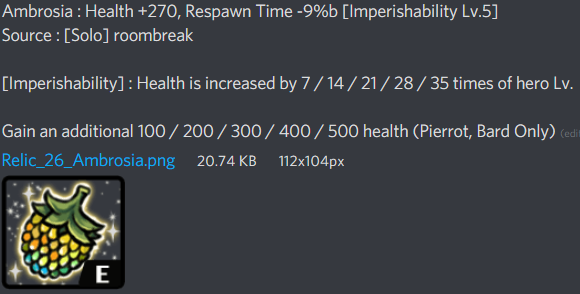 Ambrosia : Health +270, Respawn Time -9%b [Imperishability Lv.5]
Source : [Solo] roombreak
[Imperishability] : Health is increased by 7 / 14 / 21 / 28 / 35 times of hero Lv.
Gain an additional 100 / 200 / 300 / 400 / 500 health (Pierrot, Bard Only) (edi
Relic_26_Ambrosia.png 20.74 KB 112x104px
E